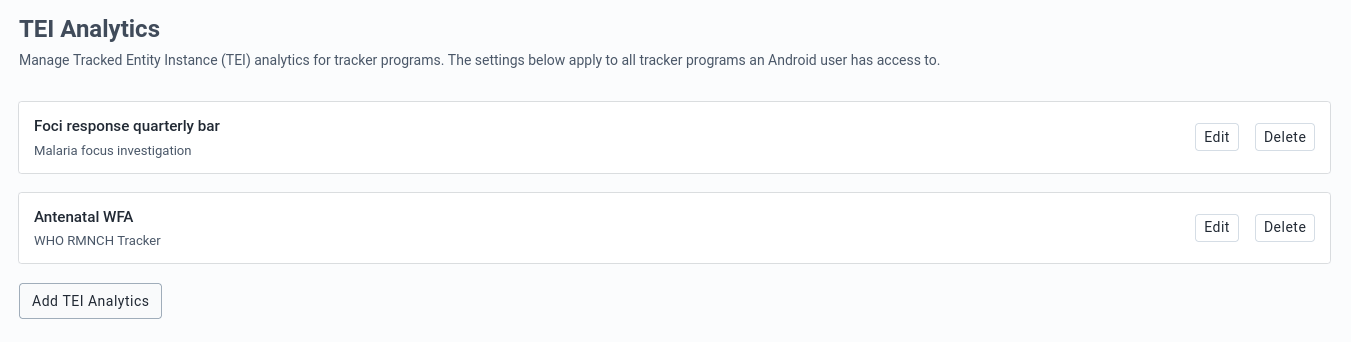 TEI Analytics
Manage Tracked Entity Instance (TEI) analytics for tracker programs. The settings below apply to all tracker programs an Android user has access to.
Foci response quarterly bar
Malaria focus investigation
Edit
Delete
Antenatal WFA
WHO RMNCH Tracker
Edit
Delete
Add TEI Analytics